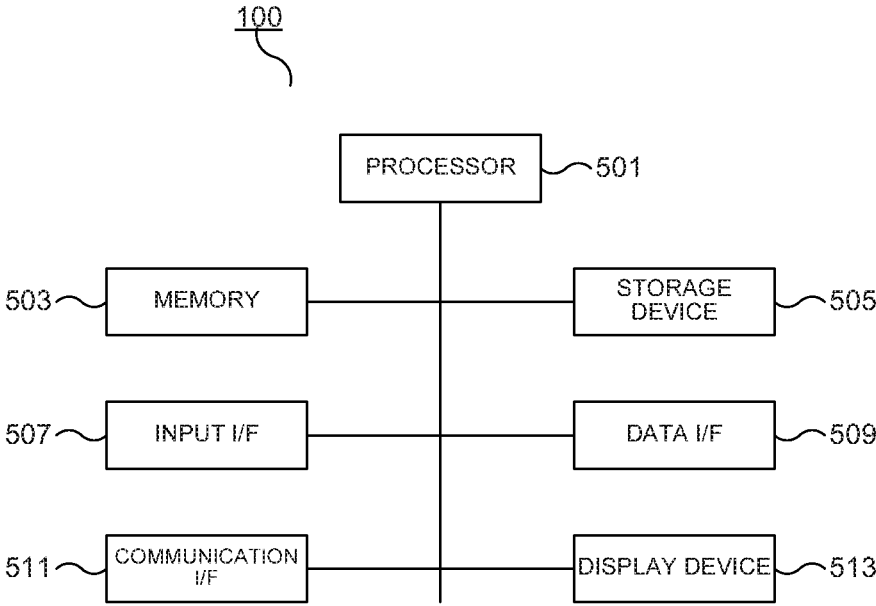 100
PROCESSOR
501
503
MEMORY
STORAGE
DEVICE
505
507
INPUT I/F
DATA I/F
509
511
COMMUNICATION
I/F
DISPLAY DEVICE
513